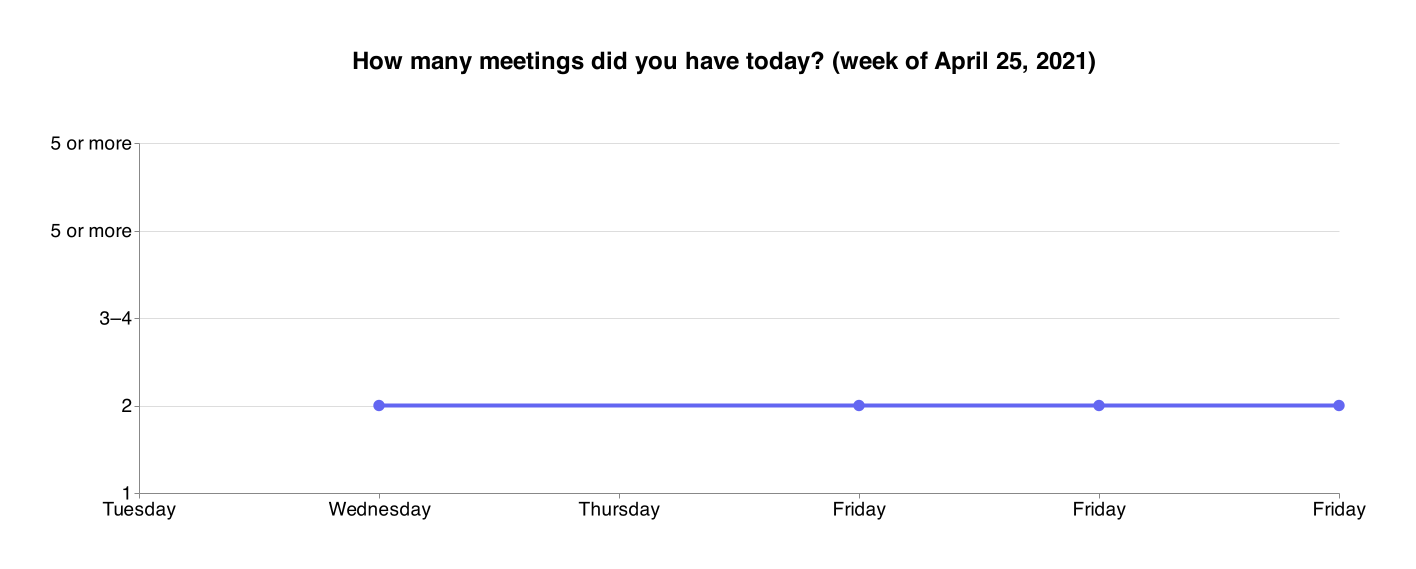 How many meetings did you have today? (week of April 25, 2021)
5 or more
5 or more
3–4
2
1
Tuesday Wednesday Thursday Friday Friday Friday